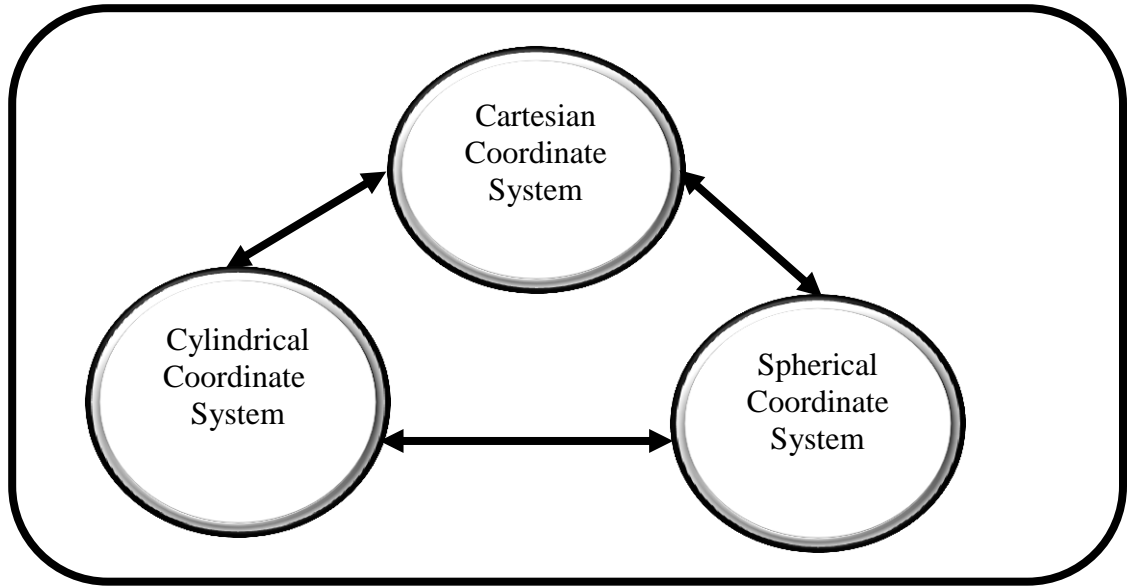 Cartesian
Coordinate
System
Cylindrical
Coordinate
System
Spherical
Coordinate
System